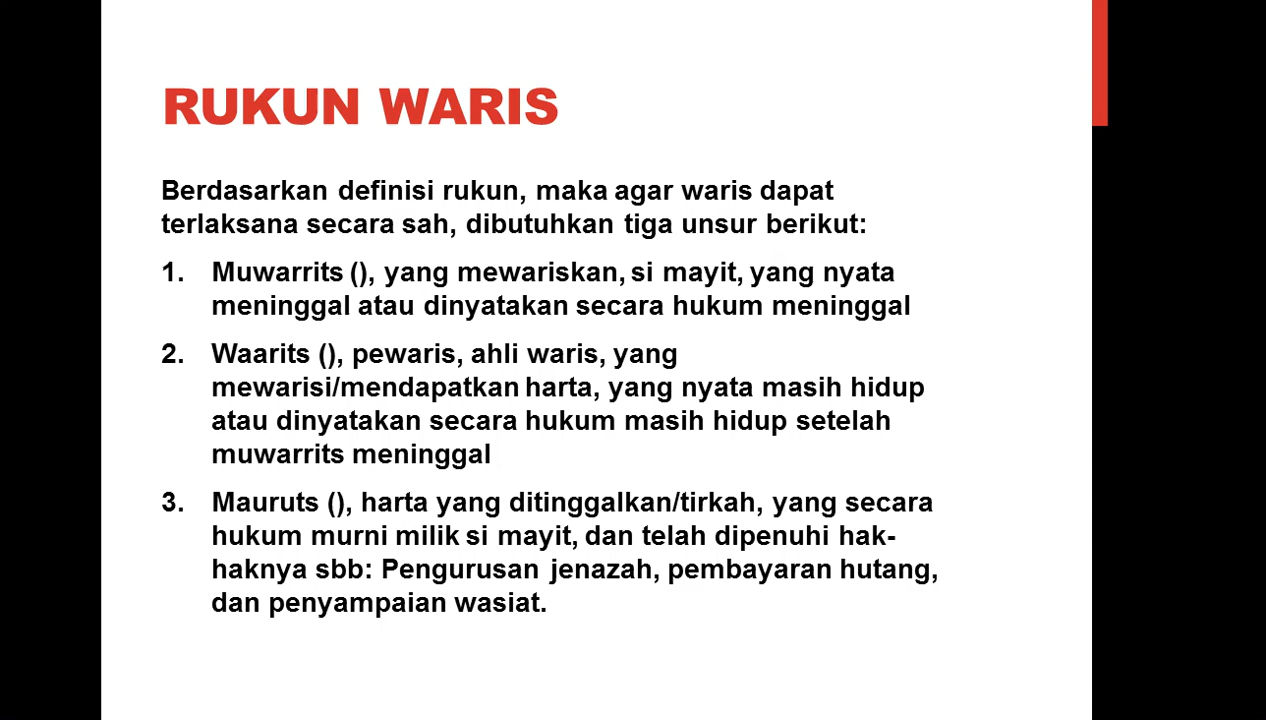 RUKUN WARIS
Berdasarkan definisi rukun, maka agar waris dapat
terlaksana secara sah, dibutuhkan tiga unsur berikut:
1. Muwarrits (), yang mewariskan, si mayit, yang nyata
meninggal atau dinyatakan secara hukum meninggal
2. Waarits (), pewaris, ahli waris, yang
mewarisi/mendapatkan harta, yang nyata masih hidup
atau dinyatakan secara hukum masih hidup setelah
muwarrits meninggal
3. Mauruts (), harta yang ditinggalkan/tirkah, yang secara
hukum murni milik si mayit, dan telah dipenuhi hak-
haknya sbb: Pengurusan jenazah, pembayaran hutang,
dan penyampaian wasiat.